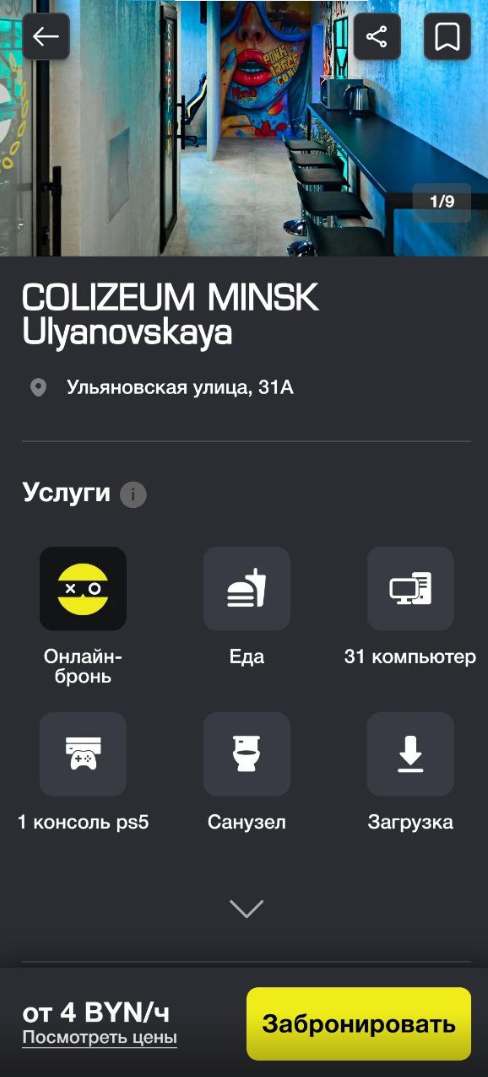 1/9
COLIZEUM MINSK
Ulyanovskaya
Ульяновская улица, 31А
Услуги
Онлайн-
бронь
Еда
31 компьютер
1 консоль ps5
Санузел
Загрузка
от 4 BYN/ч
Посмотреть цены
Забронировать